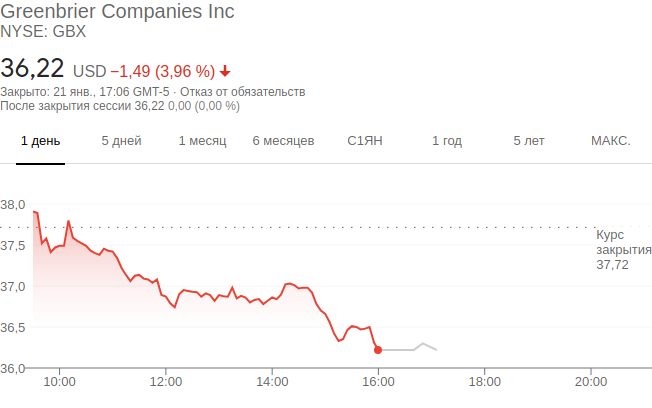 Greenbrier Companies Inc
NYSE: GBX
36,22 USD −1,49 (3,96 %)
Закрыто: 21 янв., 17:06 GMT-5 · Отказ от обязательств
После закрытия сессии 36,22 0,00 (0,00 %)
1 день 5 дней 1 месяц 6 месяцев С1ЯН 1 год 5 лет МАКС.
38,0
Курс
37,5
закрытия
37,72
37,0
36,5
36,0
10:00 12:00 14:00 16:00 18:00 20:00